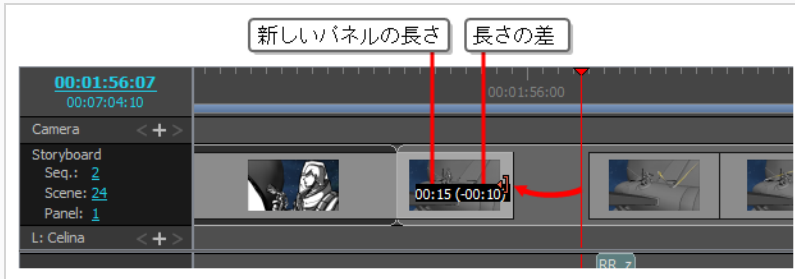 新しいパネルの長さ
長さの差
00:01:56:07
00:07:04:10
00:01:56:00
Camera < + >
Storyboard
Seq.: 2
Scene: 24
Panel: 1
00:15 (-00:10)
L: Celina < + >
RR_z